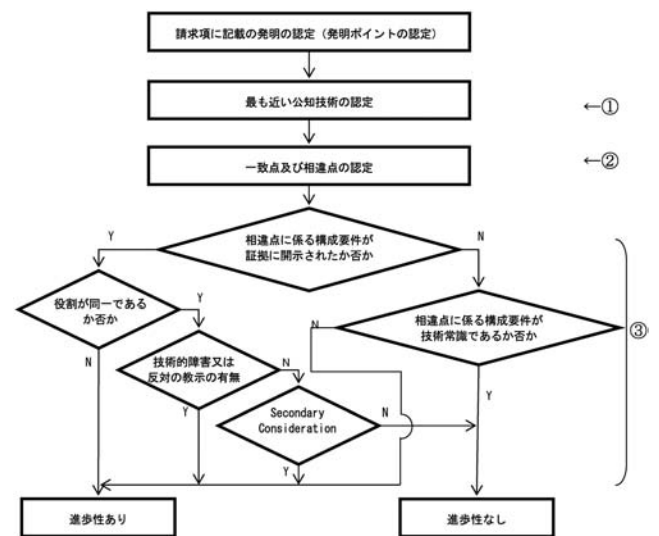 請求項に記載の発明の認定（発明ポイントの認定）
最も近い公知技術の認定
←①
一致点及び相違点の認定
←②
相違点に係る構成要件が
証拠に開示されたか否か
Y
N
役割が同一である
か否か
Y
N
相違点に係る構成要件が
技術常識であるか否か
N
Y
③
技術的障害又は
反対の教示の有無
N
Y
Secondary
Consideration
N
Y
進歩性あり
進歩性なし